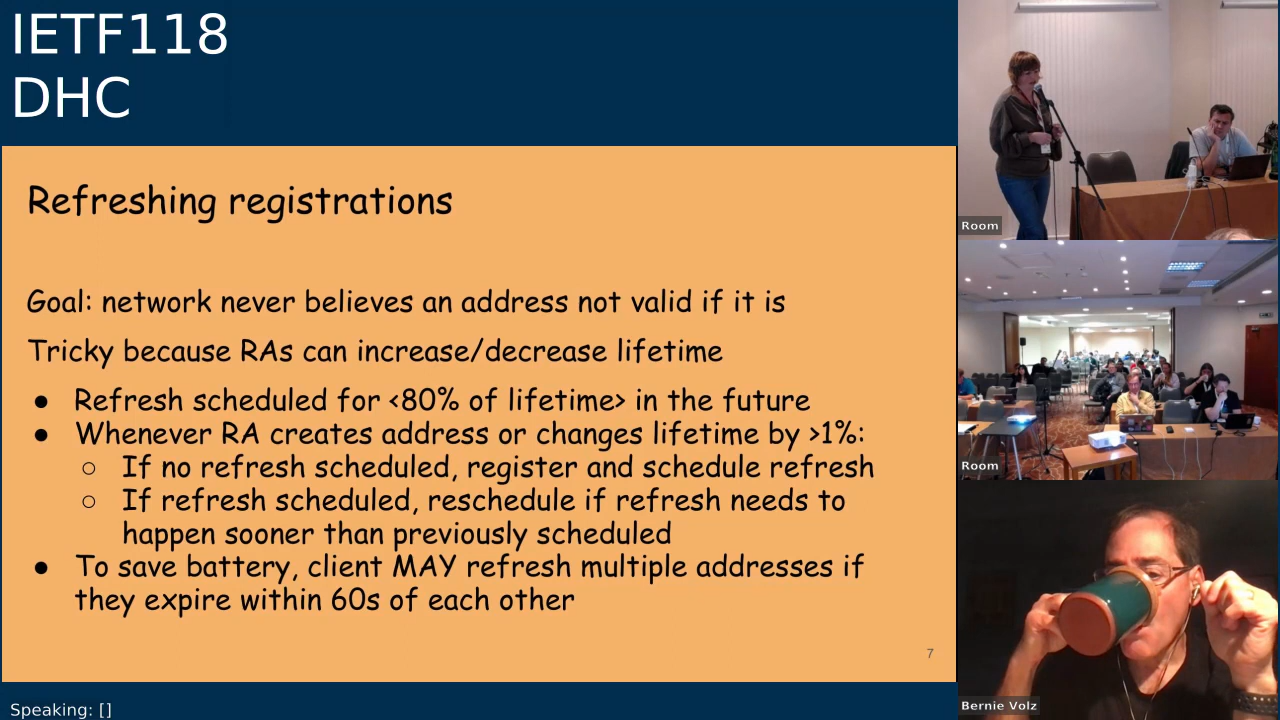 IETF118
DHC
Refreshing registrations
Goal: network never believes an address not valid if it is
Tricky because RAs can increase/decrease lifetime
● Refresh scheduled for <80% of lifetime> in the future
● Whenever RA creates address or changes lifetime by >1%:
○ If no refresh scheduled, register and schedule refresh
○ If refresh scheduled, reschedule if refresh needs to
happen sooner than previously scheduled
● To save battery, client MAY refresh multiple addresses if
they expire within 60s of each other
7
Speaking: []
Room
Room
Bernie Volz